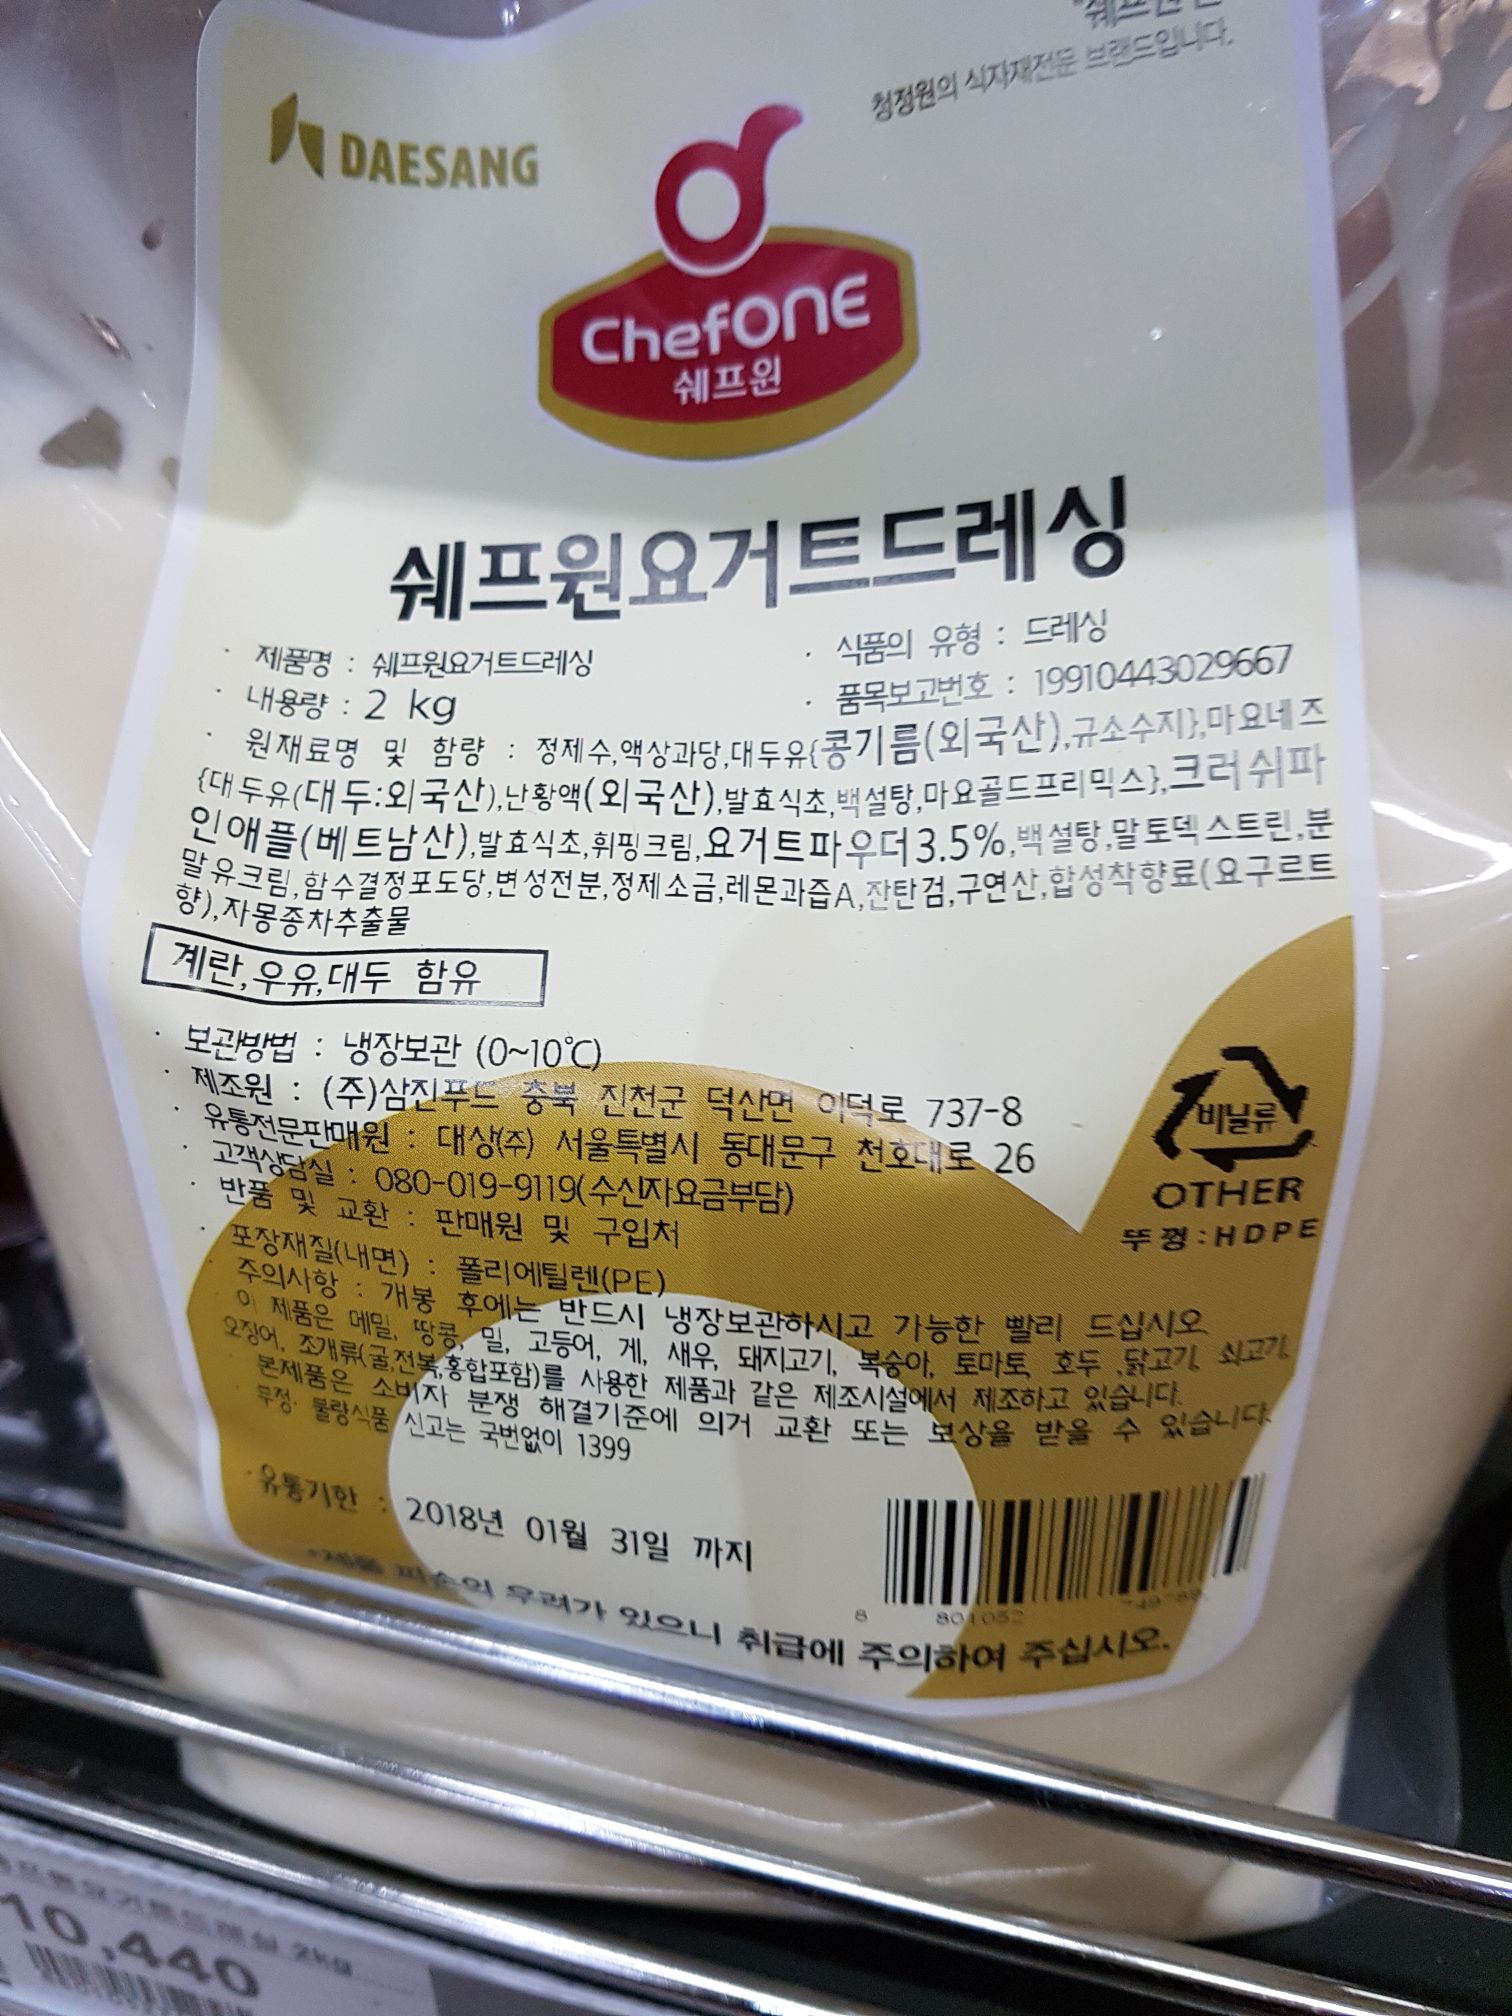 청정원의 식자재전문 브랜드입니다.
DAESANG
Chefone
쉐프원
쉐프원요거트드레싱
· 제품명 : 쉐프원요거트드레싱
· 식품의 유형 : 드레싱
· 내용량 : 2 kg
· 품목보고번호 : 19910443029667
· 원재료명 및 함량 : 정제수,액상과당,대두유{콩기름(외국산),규소수지},마요네즈
{대두유(대두:외국산),난황액(외국산),발효식초,백설탕,마요골드프리믹스},크러쉬파
인애플(베트남산),발효식초,휘핑크림,요거트파우더3.5%,백설탕,말토덱스트린,분
말유크림,함수결정포도당,변성전분,정제소금,레몬과즙A,잔탄검,구연산,합성착향료(요구르트
향),자몽종자추출물
계란,우유,대두 함유
· 보관방법 : 냉장보관 (0~10℃)
· 제조원 : (주)삼진푸드 충북 진천군 덕산면 이덕로 737-8
· 유통전문판매원 : 대상(주) 서울특별시 동대문구 천호대로 26
· 고객상담실 : 080-019-9119(수신자요금부담)
· 반품 및 교환 : 판매원 및 구입처
· 포장재질(내면) : 폴리에틸렌(PE)
· 주의사항 : 개봉 후에는 반드시 냉장보관하시고 가능한 빨리 드십시오
이 제품은 메밀, 땅콩, 밀, 고등어, 게, 새우, 돼지고기, 복숭아, 토마토, 호두 ,닭고기, 쇠고기,
오징어, 조개류(굴,전복,홍합포함)를 사용한 제품과 같은 제조시설에서 제조하고 있습니다.
본제품은 소비자 분쟁 해결기준에 의거 교환 또는 보상을 받을 수 있습니다.
부정· 불량식품 신고는 국번없이 1399
비닐류
OTHER
뚜껑:HDPE
· 유통기한 : 2018년 01월 31일 까지
8 801052
파손의 우려가 있으니 취급에 주의하여 주십시오.
2kg
10,440